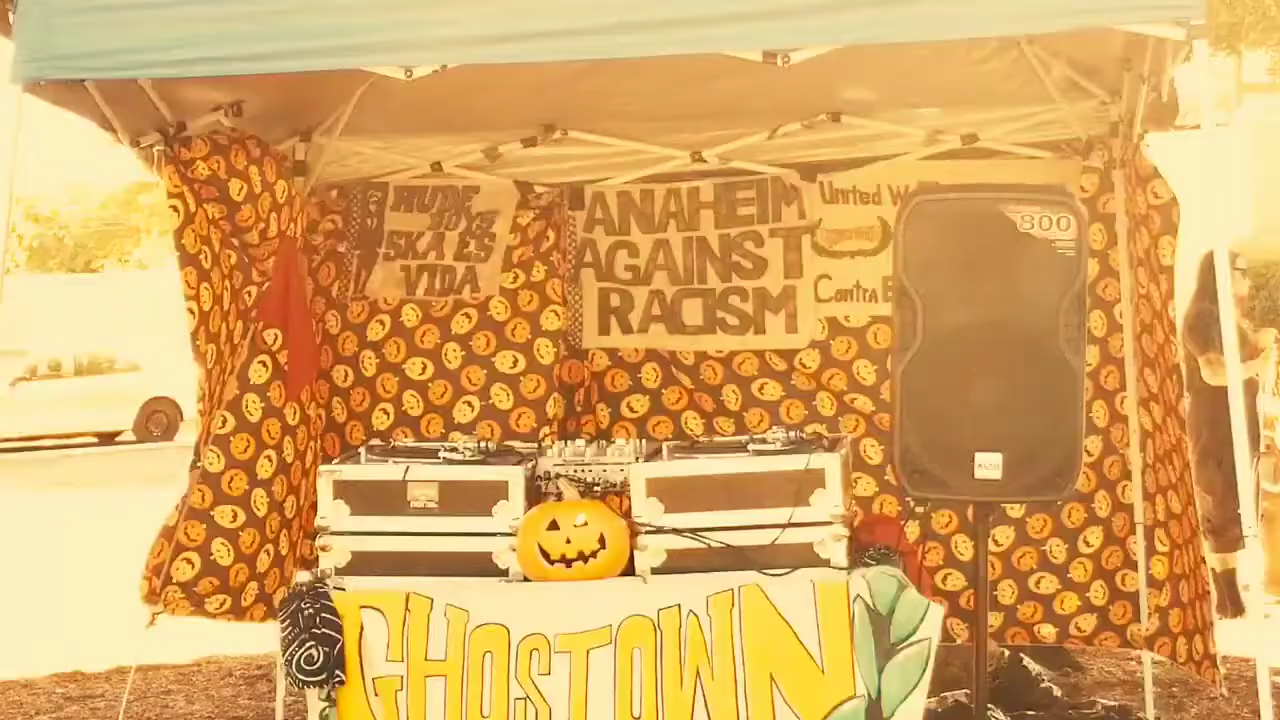 RUDE
BOYS
SKA ES
VIDA
ANAHEIM
AGAINST
RACISM
United W
Contra
800
GHOSTOWN